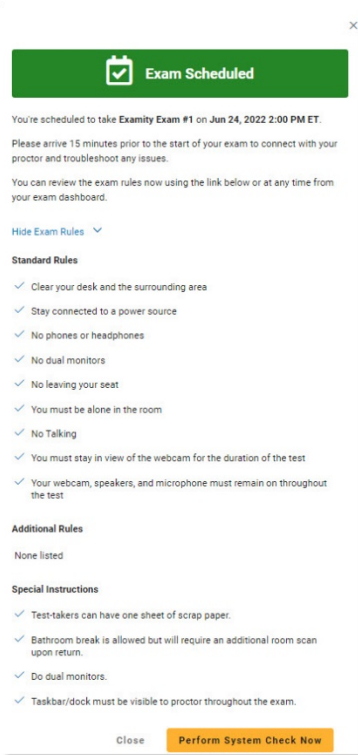 Exam Scheduled
You're scheduled to take Examity Exam #1 on Jun 24, 2022 2:00 PM ET.
Please arrive 15 minutes prior to the start of your exam to connect with your
proctor and troubleshoot any issues.
You can review the exam rules now using the link below or at any time from
your exam dashboard.
Hide Exam Rules
Standard Rules
Clear your desk and the surrounding area
Stay connected to a power source
No phones or headphones
No dual monitors
No leaving your seat
You must be alone in the room
No Talking
You must stay in view of the webcam for the duration of the test
Your webcam, speakers, and microphone must remain on throughout
the test
Additional Rules
None listed
Special Instructions
Test-takers can have one sheet of scrap paper.
Bathroom break is allowed but will require an additional room scan
upon return.
Do dual monitors.
Taskbar/dock must be visible to proctor throughout the exam.
Close Perform System Check Now